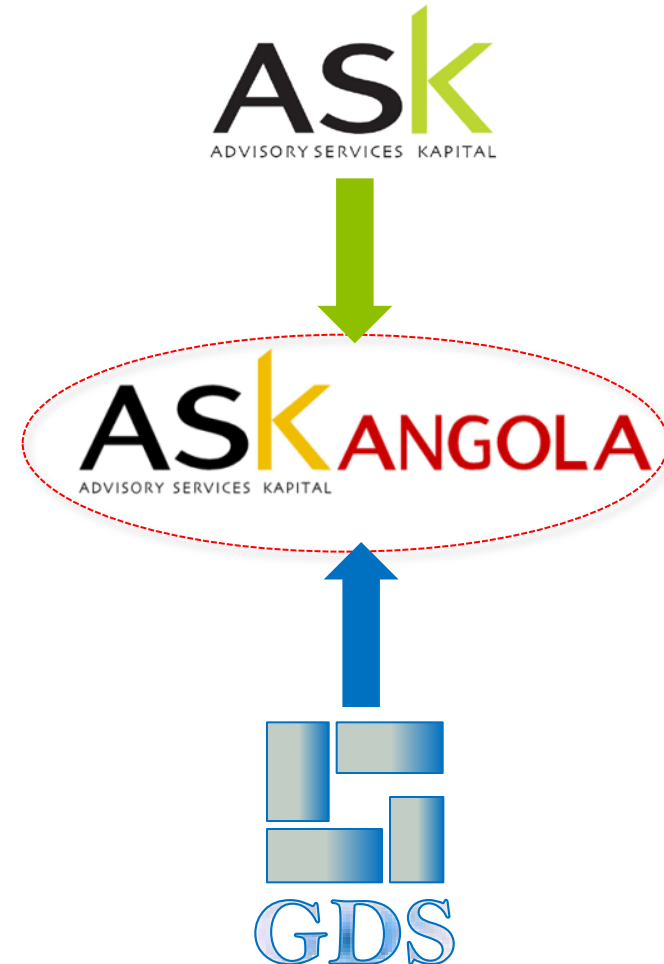 ASK
ADVISORY SERVICES KAPITAL
ASK ANGOLA
ADVISORY SERVICES KAPITAL
GDS